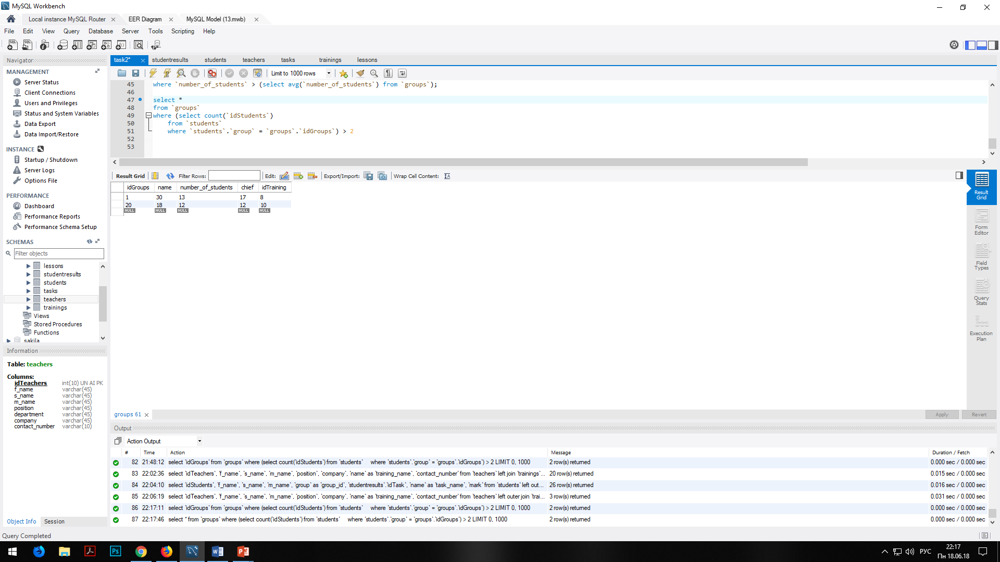 MySQL Workbench
Local instance MySQL Router
EER Diagram
MySQL Model (13.mwb)
File Edit View Query Database Server Tools Scripting Help
Navigator
MANAGEMENT
Server Status
Client Connections
Users and Privileges
Status and System Variables
Data Export
Data Import/Restore
INSTANCE
Startup / Shutdown
Server Logs
Options File
PERFORMANCE
Dashboard
Performance Reports
Performance Schema Setup
SCHEMAS
Filter objects
lessons
studentresults
students
tasks
teachers
trainings
Views
Stored Procedures
Functions
sakila
Information
Table: teachers
Columns:
idTeachers int(10) UN AI PK
f_name varchar(45)
s_name varchar(45)
m_name varchar(45)
position varchar(45)
department varchar(45)
company varchar(45)
contact_number varchar(10)
Object Info Session
Query Completed
task2* studentresults students teachers tasks trainings lessons
Limit to 1000 rows
45 where `number_of_students` > (select avg(`number_of_students`) from `groups`);
46
47 select *
48 from `groups`
49 where (select count(`idStudents`)
50 from `students`
51 where `students`.`group` = `groups`.`idGroups`) > 2
52
53
Result Grid Filter Rows: Edit: Export/Import: Wrap Cell Content:
idGroups name number_of_students chief idTraining
1 30 13 17 8
20 18 12 12 10
NULL NULL NULL NULL NULL
Result Grid
Form Editor
Field Types
Query Stats
Execution Plan
groups 61
Apply Revert
Output
Action Output
# Time Action Message Duration / Fetch
82 21:48:12 select `idGroups` from `groups` where (select count(`idStudents`) from `students` where `students`.`group` = `groups`.`idGroups`) > 2 LIMIT 0, 1000 2 row(s) returned 0.000 sec / 0.000 sec
83 22:02:36 select `idTeachers`, `f_name`, `s_name`, `m_name`, `position`, `company`, `name` as `training_name`, `contact_number` from `teachers` left join `trainings`... 20 row(s) returned 0.015 sec / 0.000 sec
84 22:04:10 select `idStudents`, `f_name`, `s_name`, `m_name`, `group` as `group_id`, `studentresults`.`idTask`, `name` as `task_name`, `mark` from `students` left out... 26 row(s) returned 0.016 sec / 0.000 sec
85 22:06:19 select `idTeachers`, `f_name`, `s_name`, `m_name`, `position`, `company`, `name` as `training_name`, `contact_number` from `teachers` left outer join `trai... 3 row(s) returned 0.031 sec / 0.000 sec
86 22:17:11 select `idGroups` from `groups` where (select count(`idStudents`) from `students` where `students`.`group` = `groups`.`idGroups`) > 2 LIMIT 0, 1000 2 row(s) returned 0.000 sec / 0.000 sec
87 22:17:46 select * from `groups` where (select count(`idStudents`) from `students` where `students`.`group` = `groups`.`idGroups`) > 2 LIMIT 0, 1000 2 row(s) returned 0.000 sec / 0.000 sec
РУС
22:17
Пн 18.06.18